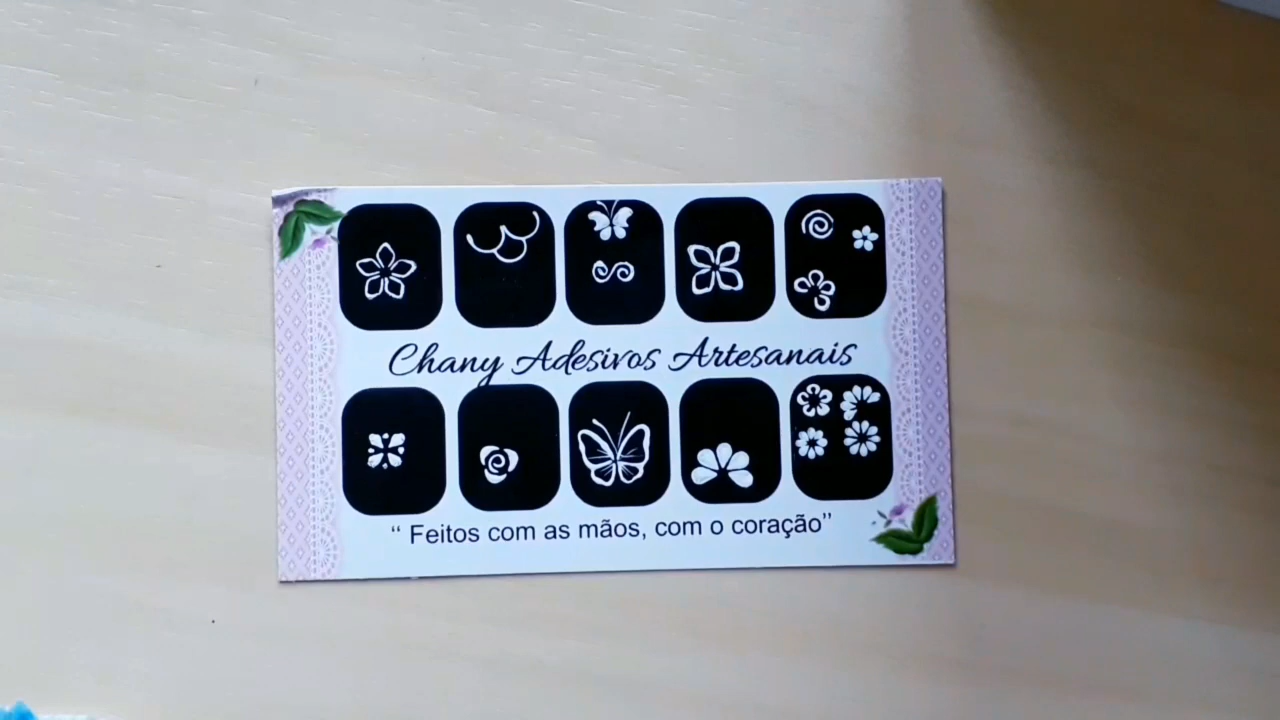 Chany Adesivos Artesanais
“ Feitos com as mãos, com o coração”